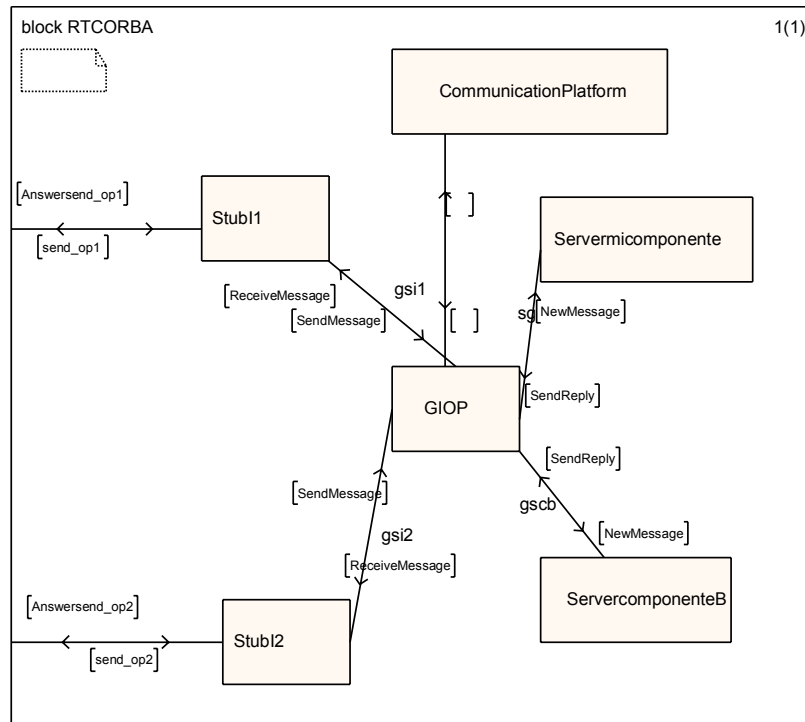 block RTCORBA
1(1)
CommunicationPlatform
[Answersend_op1]
StubI1
[ ]
Servermicomponente
[send_op1]
gsi1
[ReceiveMessage]
sg[NewMessage]
[SendMessage]
[ ]
[SendReply]
GIOP
[SendReply]
[SendMessage]
gscb
gsi2
[NewMessage]
[ReceiveMessage]
[Answersend_op2]
ServercomponenteB
StubI2
[send_op2]